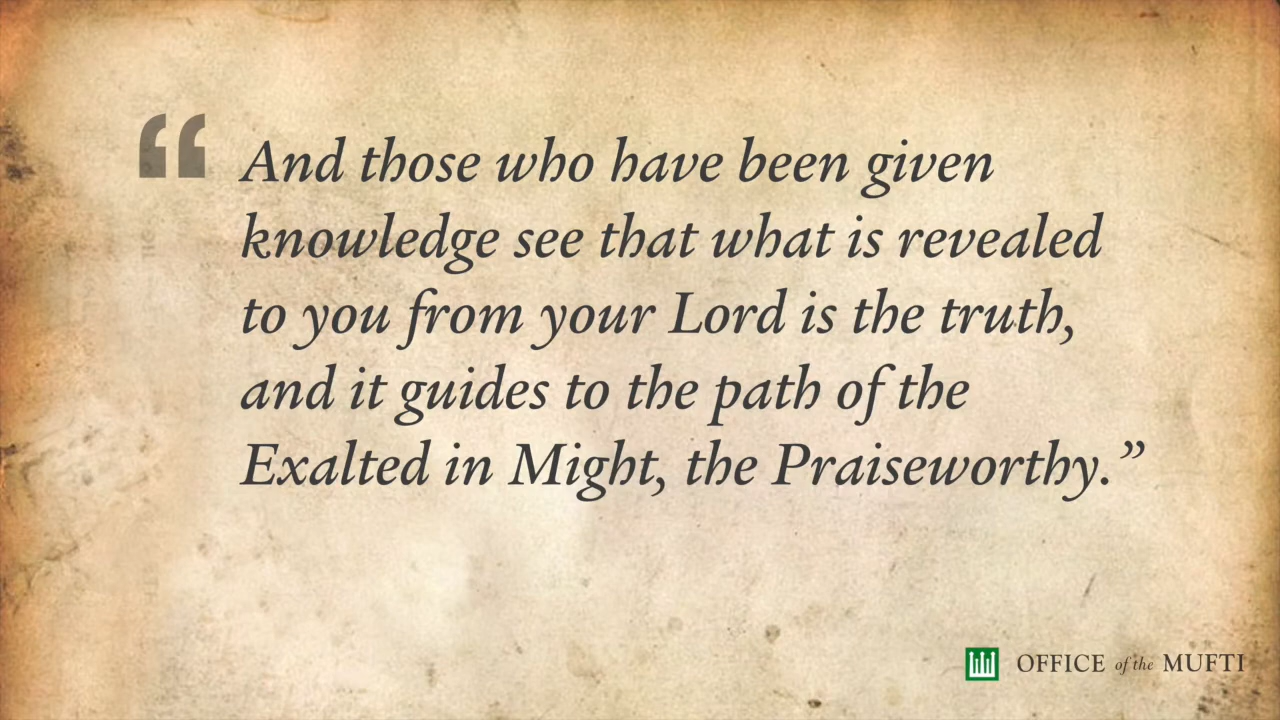 “And those who have been given
knowledge see that what is revealed
to you from your Lord is the truth,
and it guides to the path of the
Exalted in Might, the Praiseworthy.”
OFFICE of the MUFTI